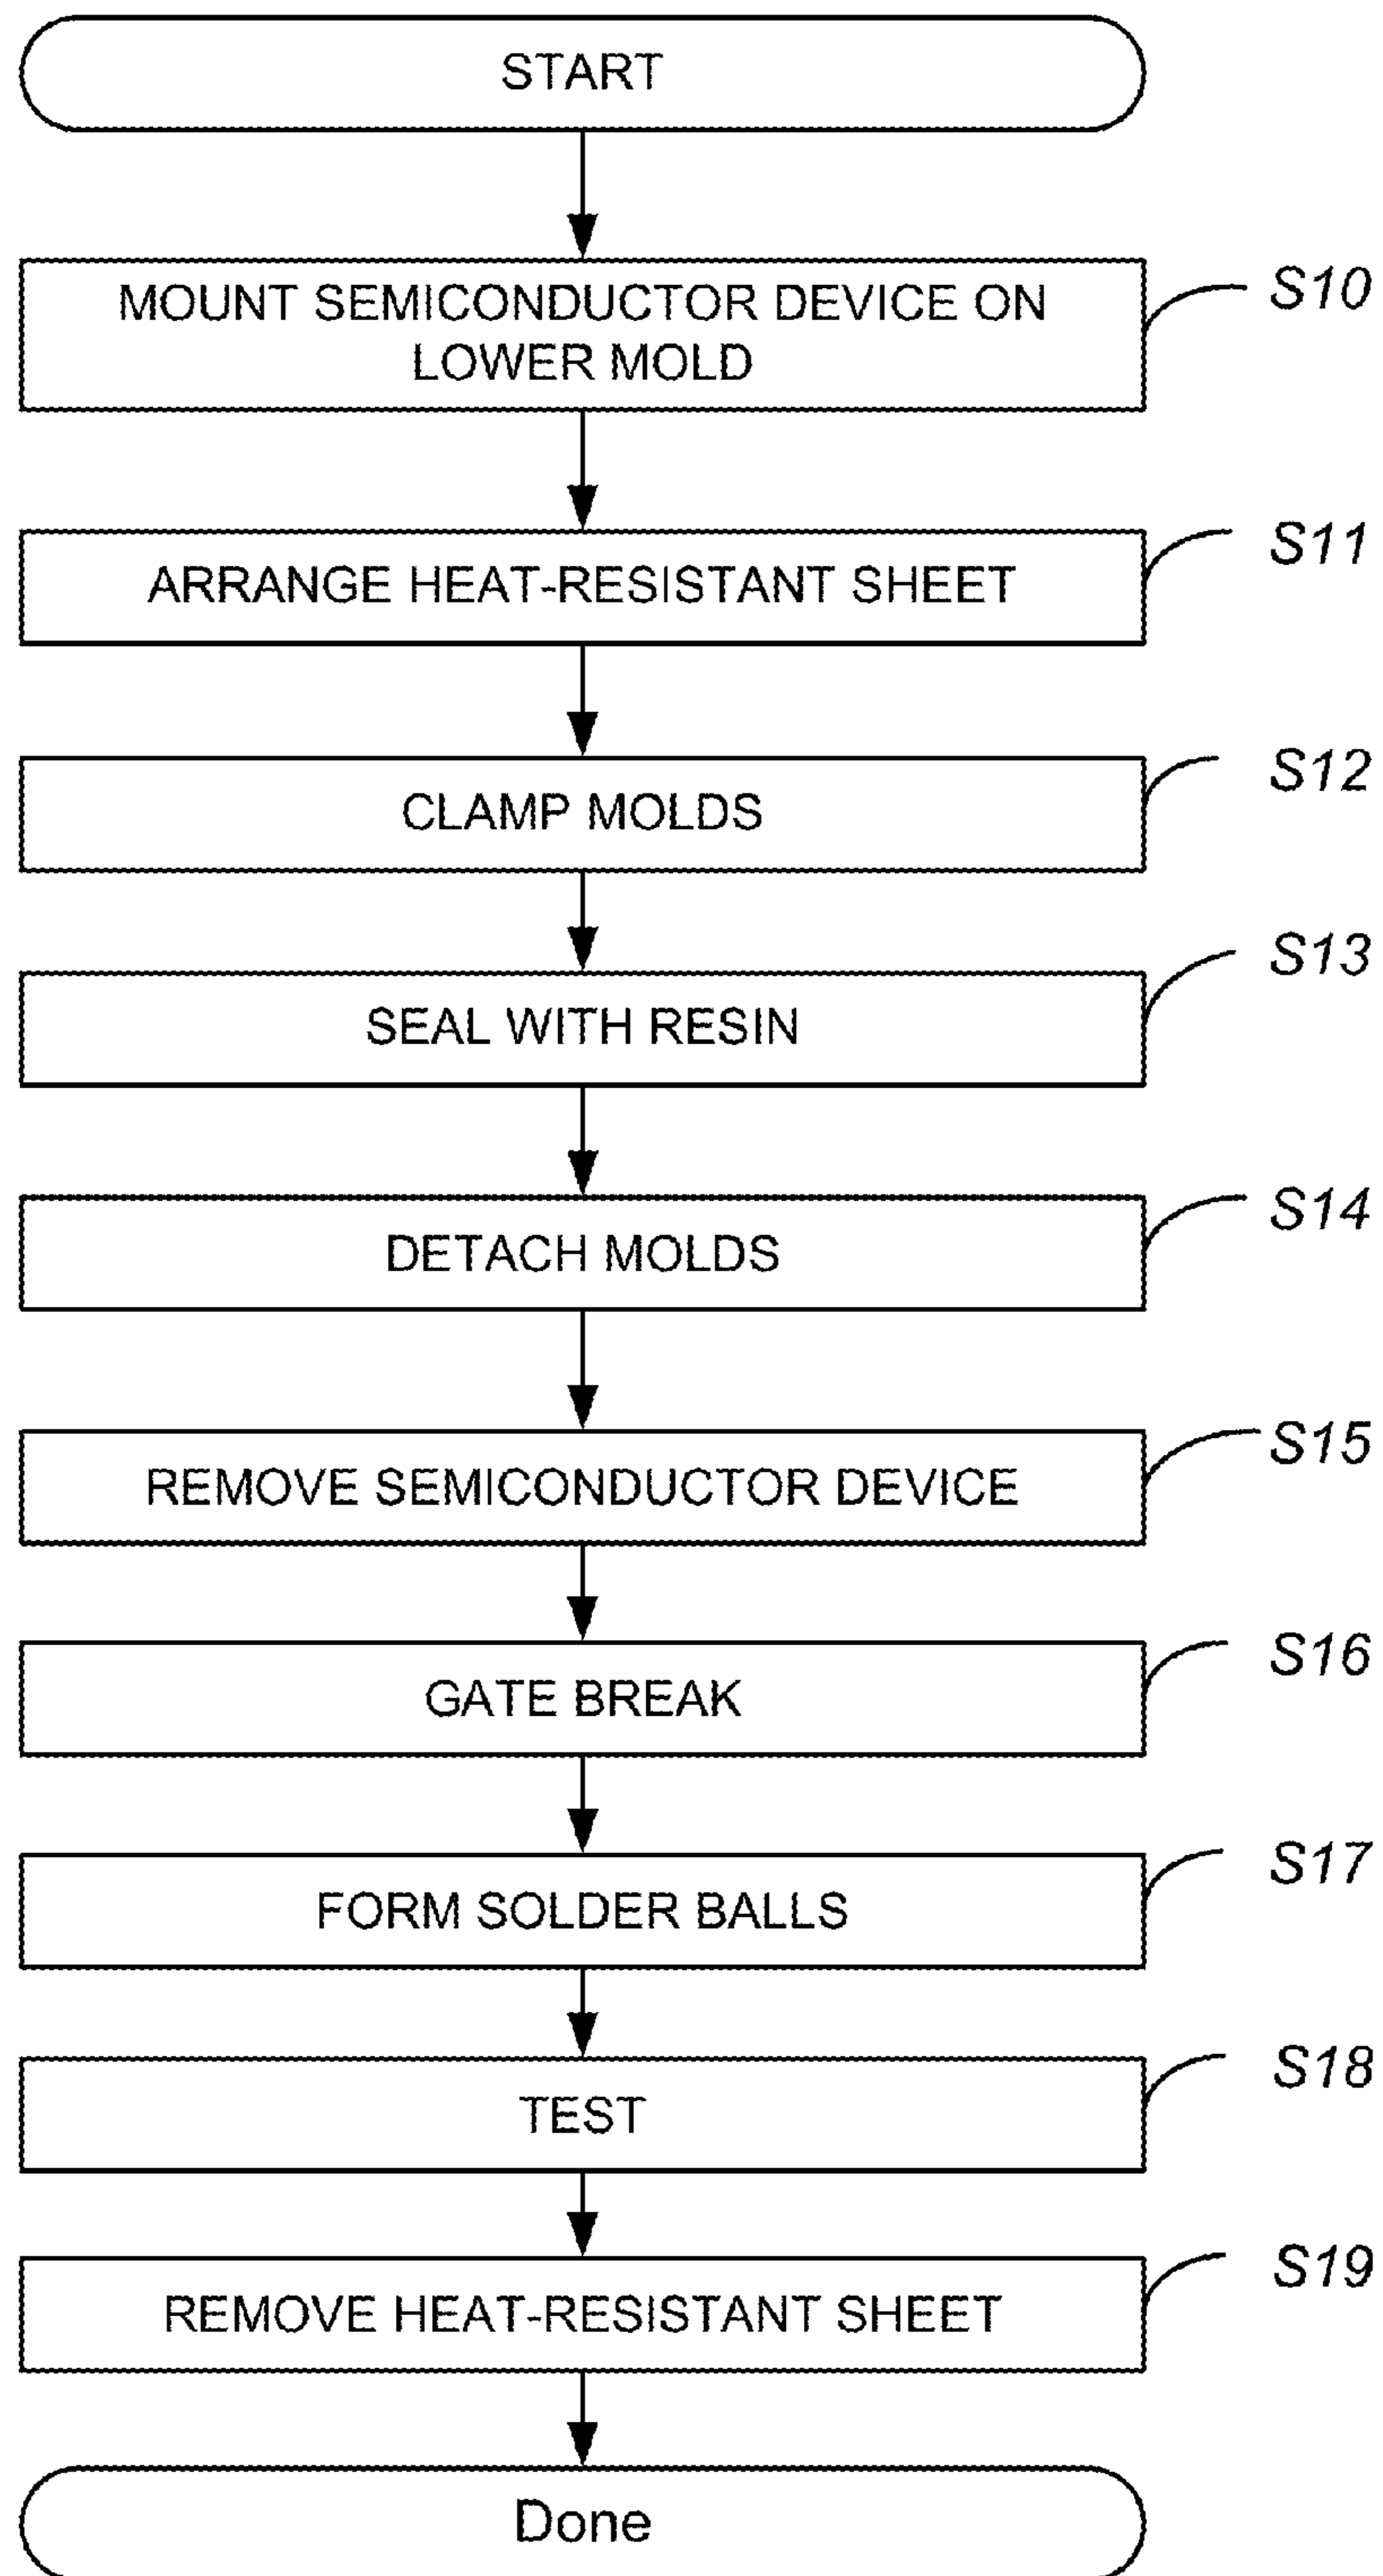 START
MOUNT SEMICONDUCTOR DEVICE ON
LOWER MOLD
S10
ARRANGE HEAT-RESISTANT SHEET
S11
CLAMP MOLDS
S12
SEAL WITH RESIN
S13
DETACH MOLDS
S14
REMOVE SEMICONDUCTOR DEVICE
S15
GATE BREAK
S16
FORM SOLDER BALLS
S17
TEST
S18
REMOVE HEAT-RESISTANT SHEET
S19
Done